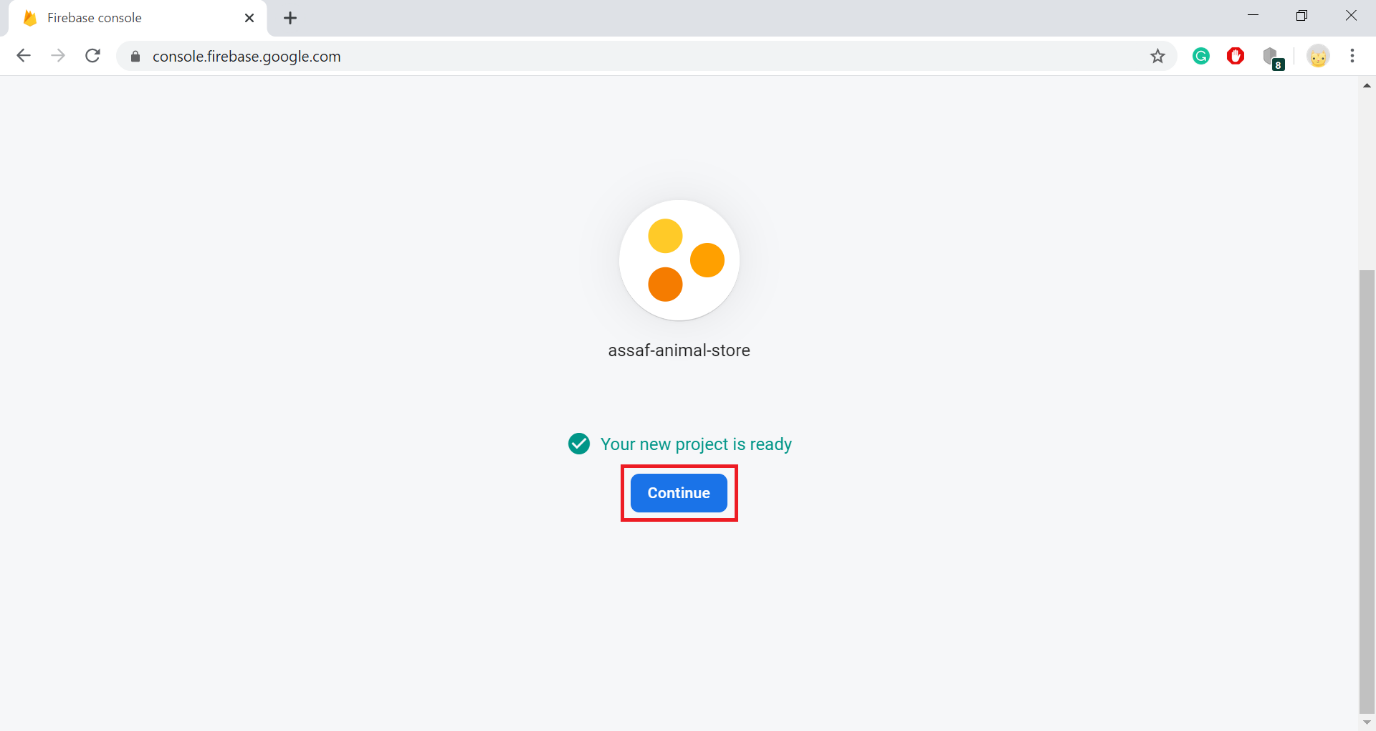 Firebase console
console.firebase.google.com
8
assaf-animal-store
Your new project is ready
Continue